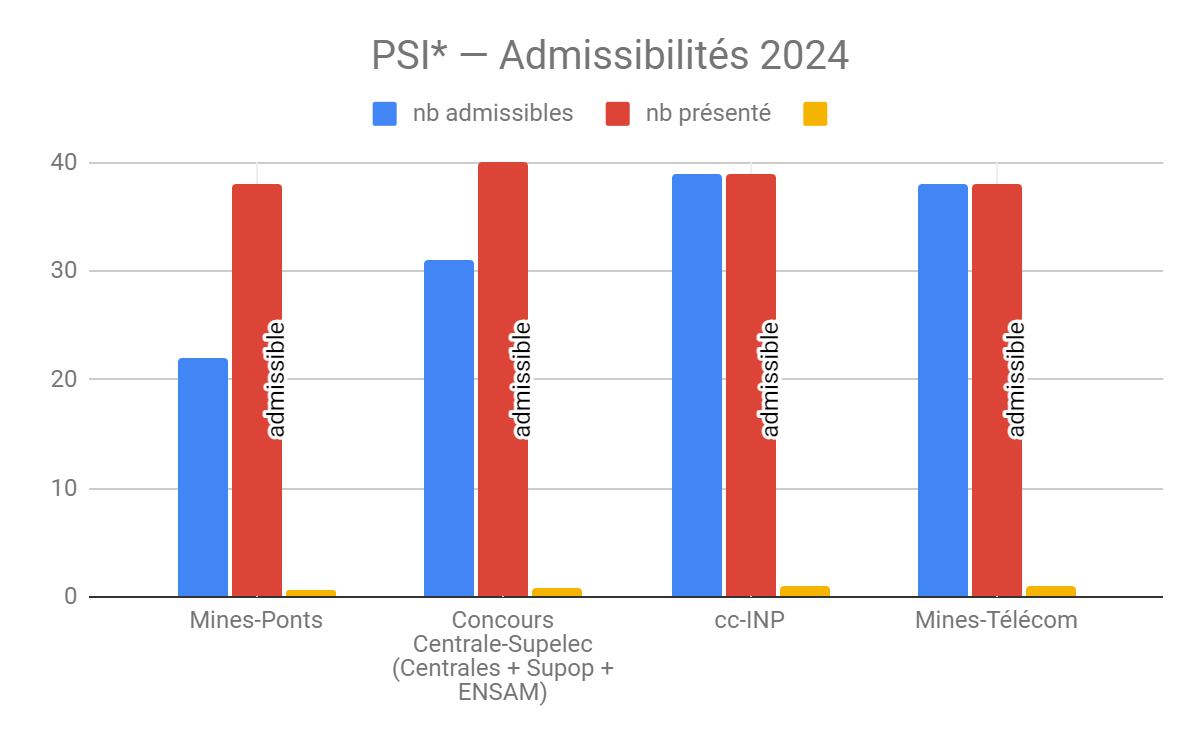 PSI* — Admissibilités 2024
nb admissibles nb présenté
40
30
20
10
0
admissible
admissible
admissible
admissible
Mines-Ponts
Concours
Centrale-Supelec
(Centrales + Supop +
ENSAM)
cc-INP
Mines-Télécom